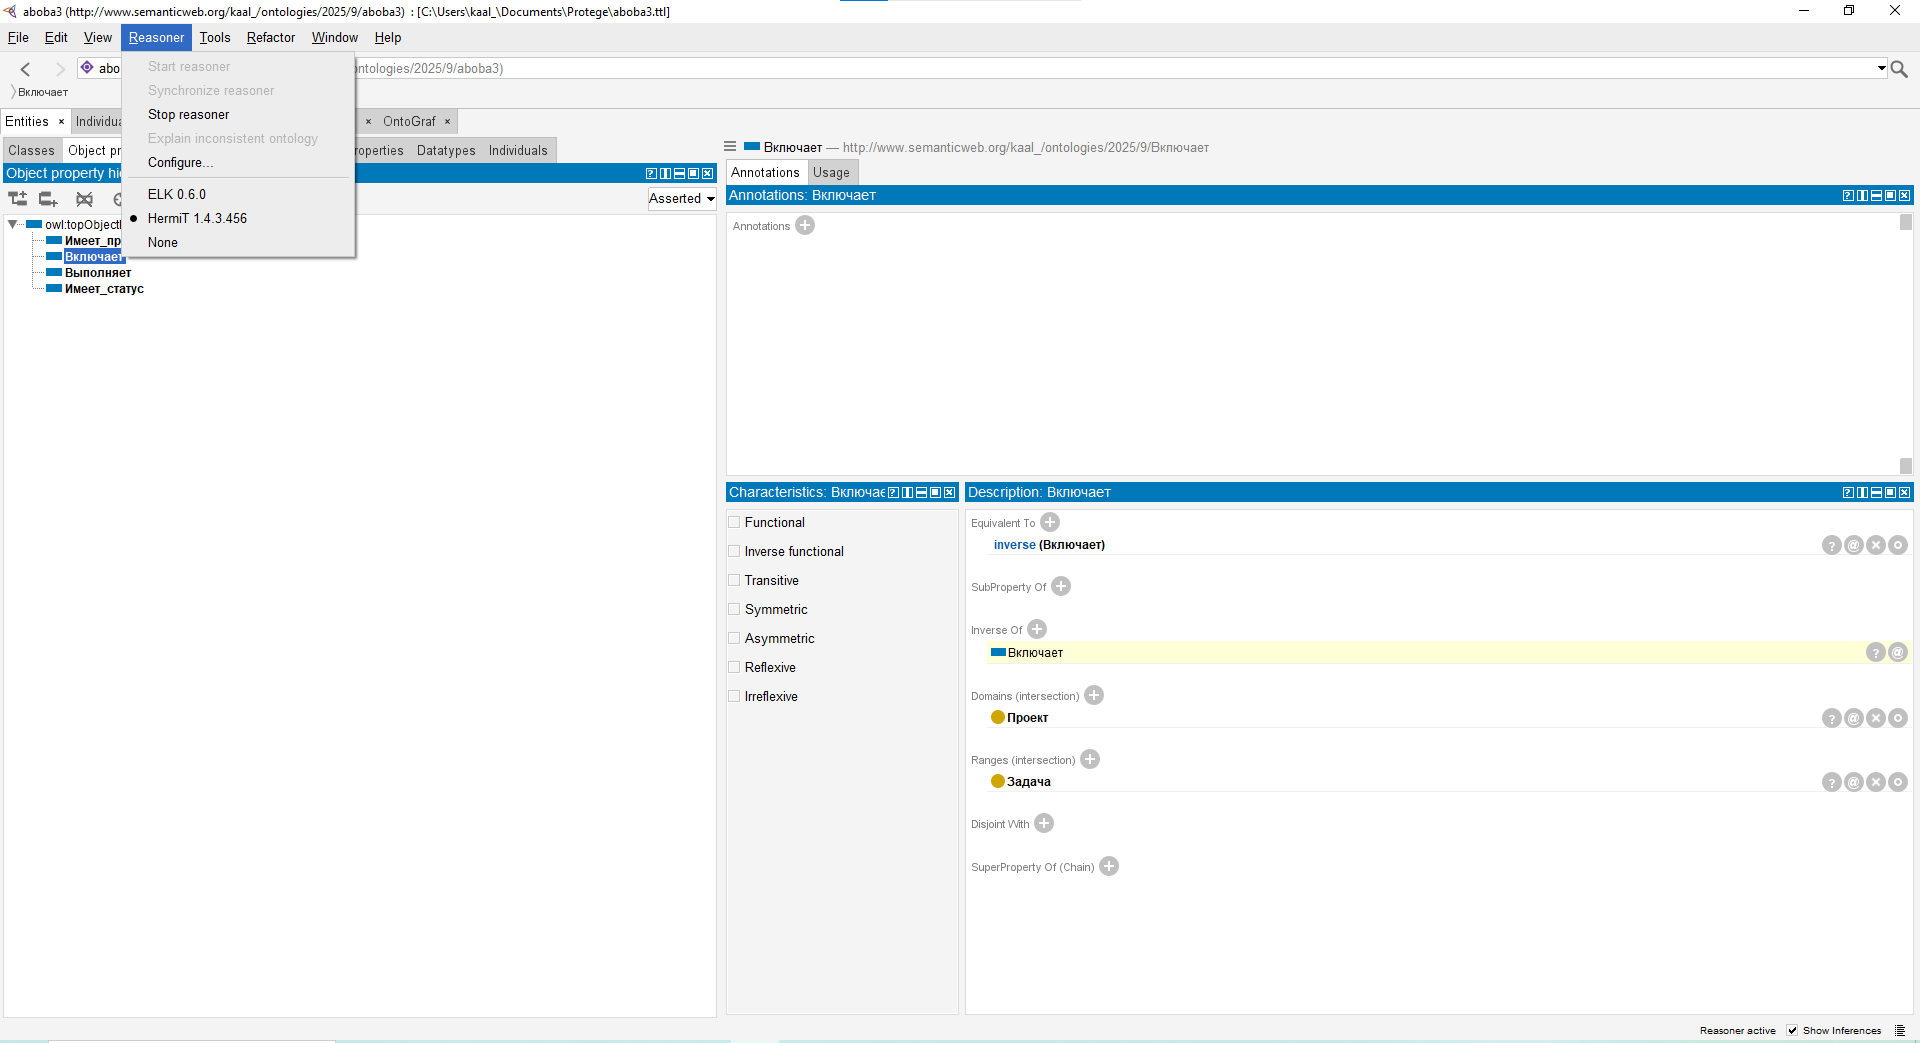 aboba3 (http://www.semanticweb.org/kaal_/ontologies/2025/9/aboba3) : [C:\Users\kaal_\Documents\Protege\aboba3.ttl]
File Edit View Reasoner Tools Refactor Window Help
abo ontologies/2025/9/aboba3)
Включает
Start reasoner
Synchronize reasoner
Stop reasoner
Explain inconsistent ontology
Configure...
ELK 0.6.0
HermiT 1.4.3.456
None
Entities × Individua × OntoGraf ×
Classes Object pr operties Datatypes Individuals
Object property hi
Asserted
owl:topObjectI
Имеет_пр
Включает
Выполняет
Имеет_статус
Включает — http://www.semanticweb.org/kaal_/ontologies/2025/9/Включает
Annotations Usage
Annotations: Включает
Annotations
Characteristics: Включае
Functional
Inverse functional
Transitive
Symmetric
Asymmetric
Reflexive
Irreflexive
Description: Включает
Equivalent To
inverse (Включает)
SubProperty Of
Inverse Of
Включает
Domains (intersection)
Проект
Ranges (intersection)
Задача
Disjoint With
SuperProperty Of (Chain)
Reasoner active Show Inferences